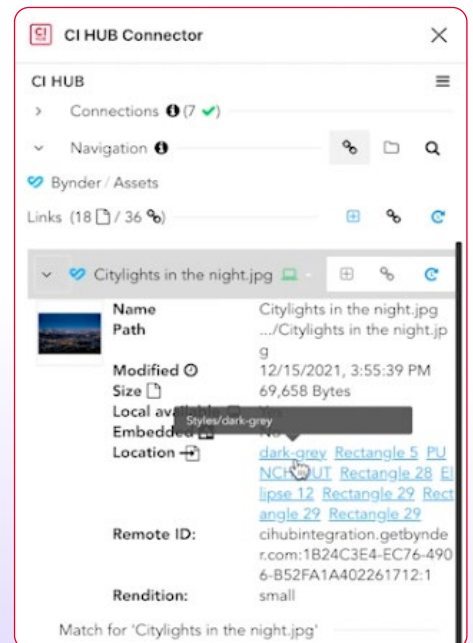 CI HUB CI HUB Connector
CI HUB
Connections (7 ✔)
Navigation
Bynder / Assets
Links (18 / 36 )
Citylights in the night.jpg
Name Citylights in the night.jpg
Path .../Citylights in the night.jp
g
Modified 12/15/2021, 3:55:39 PM
Size 69,658 Bytes
Local Yes
Styles/dark-grey
Embedded No
Location dark-grey Rectangle 5 PU
NCHOUT Rectangle 28 El
lipse 12 Rectangle 29 Rect
angle 29 Rectangle 29
Remote ID: cihubintegration.getbynde
r.com:1B24C3E4-EC76-490
6-B52FA1A402261712:1
Rendition: small
Match for 'Citylights in the night.jpg'